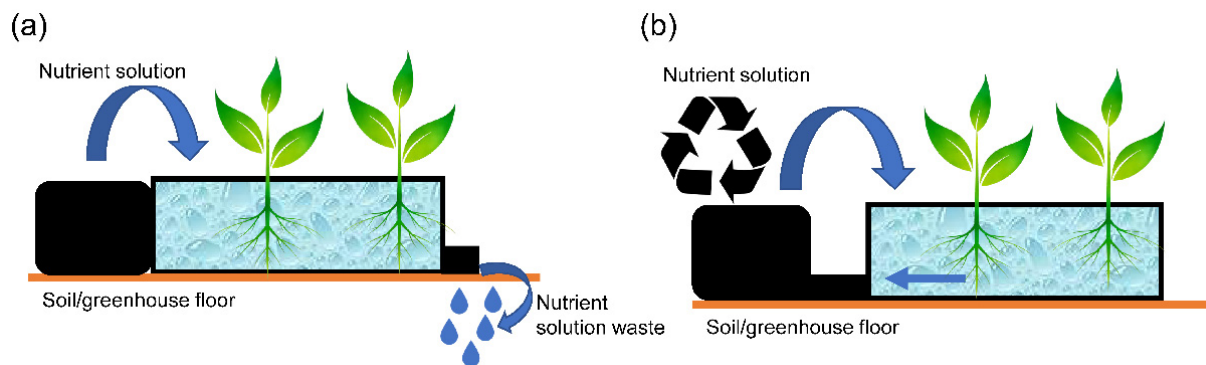 (a)
Nutrient solution
Soil/greenhouse floor
Nutrient
solution waste
(b)
Nutrient solution
Soil/greenhouse floor